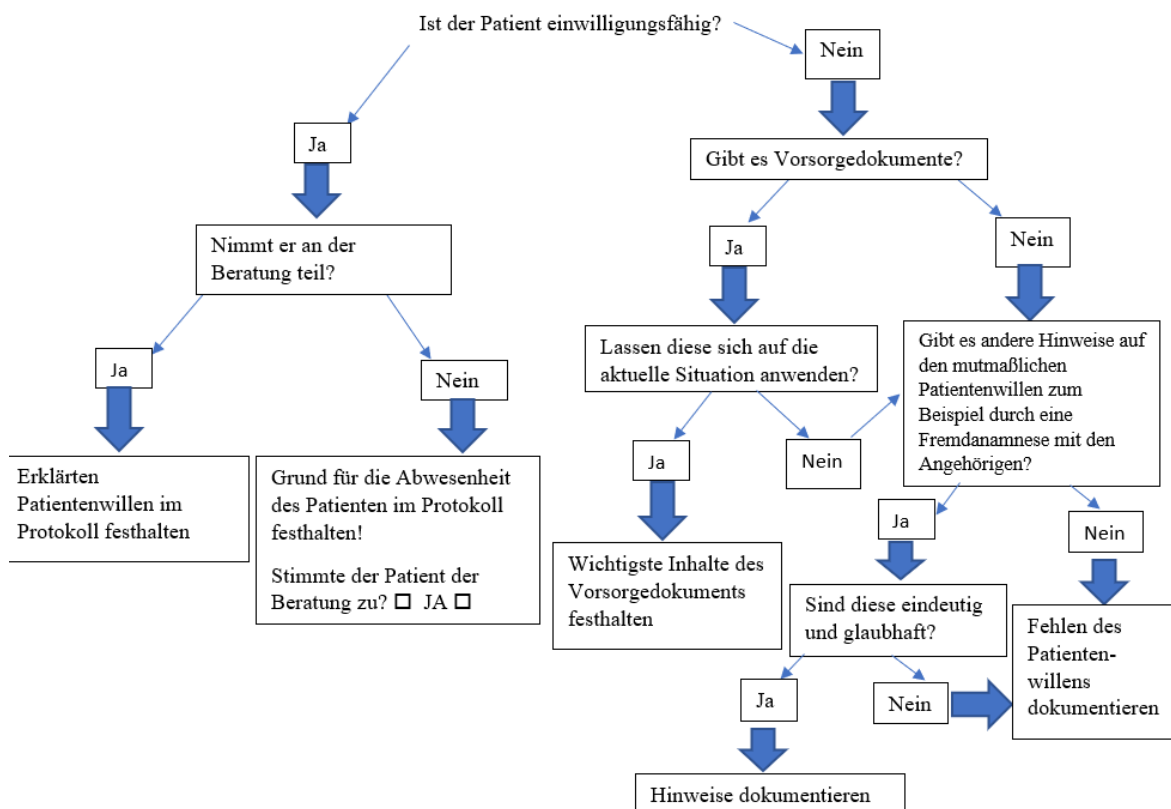 Ist der Patient einwilligungsfähig?
Nein
Ja
Gibt es Vorsorgedokumente?
Nimmt er an der
Beratung teil?
Ja
Nein
Ja
Nein
Lassen diese sich auf die
aktuelle Situation anwenden?
Gibt es andere Hinweise auf
den mutmaßlichen
Patientenwillen zum
Beispiel durch eine
Fremdanamnese mit den
Angehörigen?
Erklärten
Patientenwillen im
Protokoll festhalten
Grund für die Abwesenheit
des Patienten im Protokoll
festhalten!
Stimmte der Patient der
Beratung zu? ☐ JA ☐
Ja
Nein
Ja
Nein
Wichtigste Inhalte des
Vorsorgedokuments
festhalten
Sind diese eindeutig
und glaubhaft?
Fehlen des
Patienten-
willens
dokumentieren
Ja
Nein
Hinweise dokumentieren